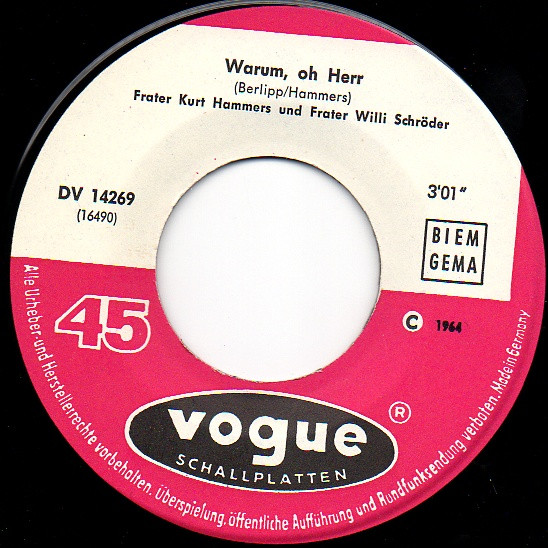 Warum, oh Herr
(Berlipp/Hammers)
Frater Kurt Hammers und Frater Willi Schröder
DV 14269
(16490)
3'01"
BIEM
GEMA
45
C 1964
vogue ®
SCHALLPLATTEN
Alle Urheber- und Herstellerrechte vorbehalten. Überspielung, öffentliche Aufführung und Rundfunksendung verboten. Made in Germany